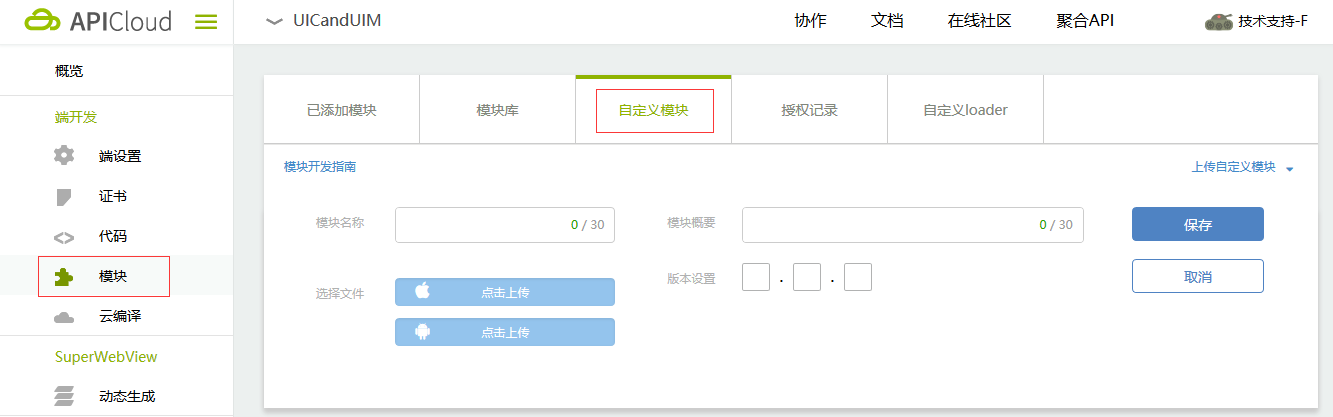 APICloud
UICandUIM
协作
文档
在线社区
聚合API
技术支持-F
概览
端开发
端设置
证书
代码
模块
云编译
SuperWebView
动态生成
已添加模块
模块库
自定义模块
授权记录
自定义loader
模块开发指南
上传自定义模块
模块名称
0 / 30
模块概要
0 / 30
保存
选择文件
点击上传
点击上传
版本设置
. .
取消